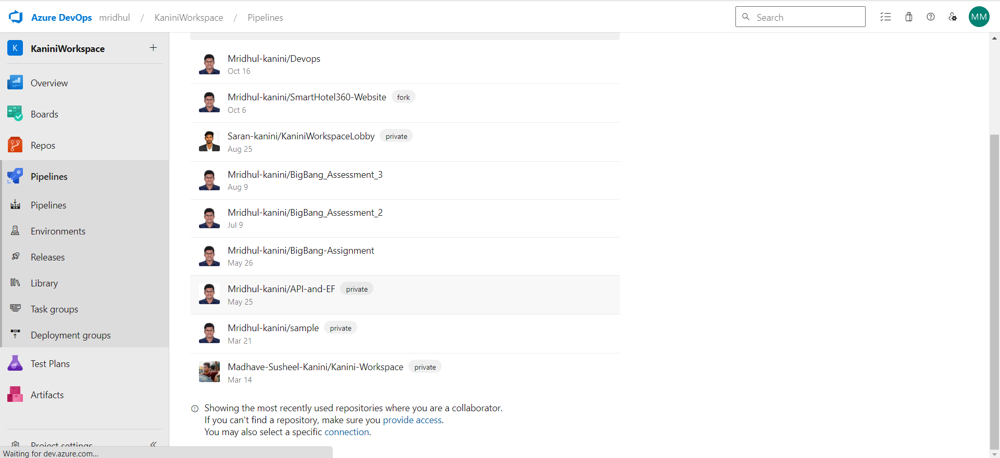 Azure DevOps mridhul / KaniniWorkspace / Pipelines
Search
MM
K KaniniWorkspace +
Overview
Boards
Repos
Pipelines
Pipelines
Environments
Releases
Library
Task groups
Deployment groups
Test Plans
Artifacts
Project settings
Waiting for dev.azure.com...
Mridhul-kanini/Devops
Oct 16
Mridhul-kanini/SmartHotel360-Website fork
Oct 6
Saran-kanini/KaniniWorkspaceLobby private
Aug 25
Mridhul-kanini/BigBang_Assessment_3
Aug 9
Mridhul-kanini/BigBang_Assessment_2
Jul 9
Mridhul-kanini/BigBang-Assignment
May 26
Mridhul-kanini/API-and-EF private
May 25
Mridhul-kanini/sample private
Mar 21
Madhave-Susheel-Kanini/Kanini-Workspace private
Mar 14
Showing the most recently used repositories where you are a collaborator.
If you can't find a repository, make sure you provide access.
You may also select a specific connection.